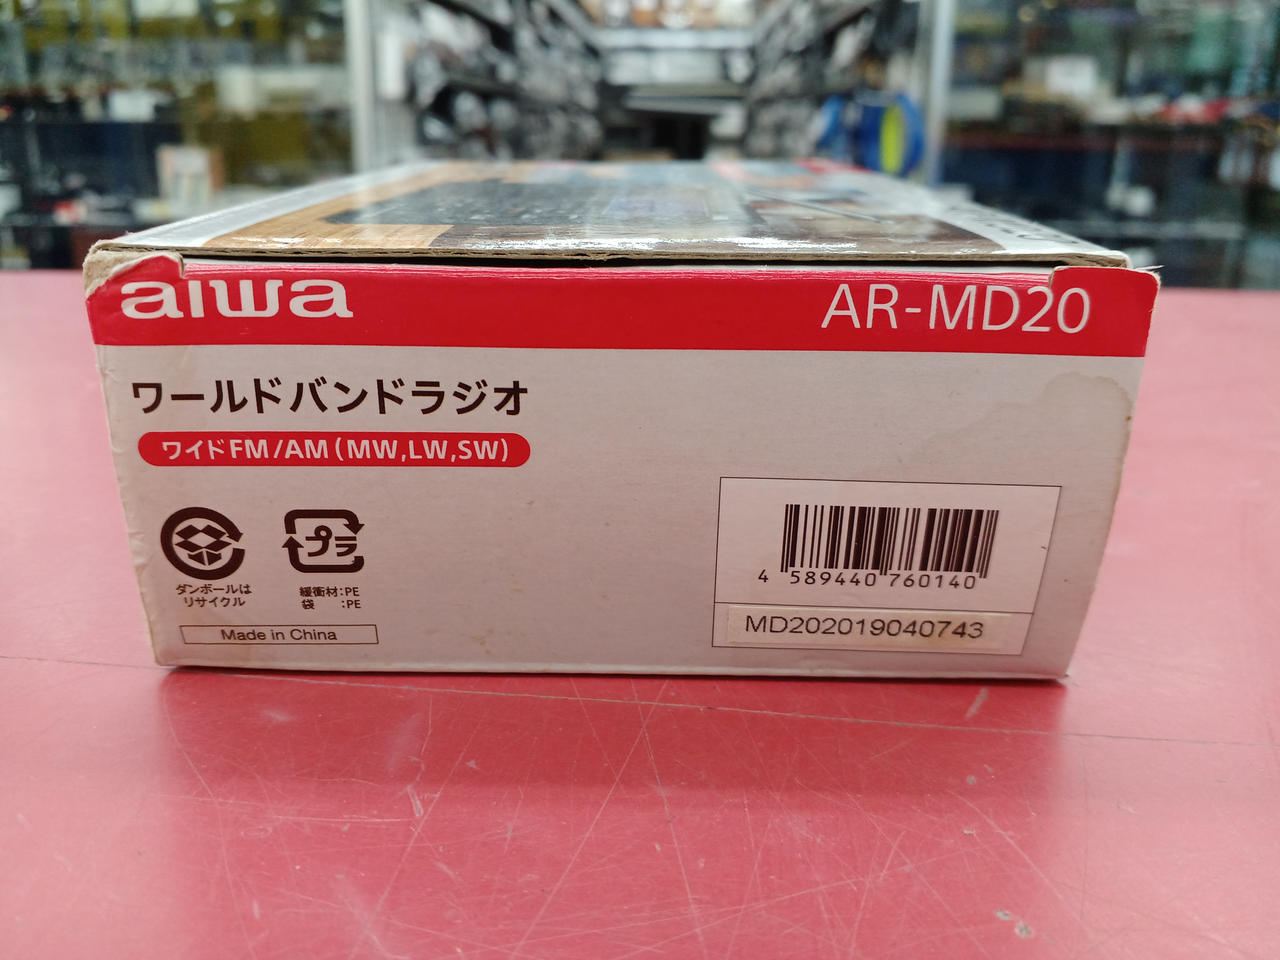 aiwa
AR-MD20
ワールドバンドラジオ
ワイドFM/AM(MW,LW,SW)
プラ
ダンボールは
リサイクル
緩衝材:PE
袋 :PE
Made in China
4 589440 760140
MD202019040743